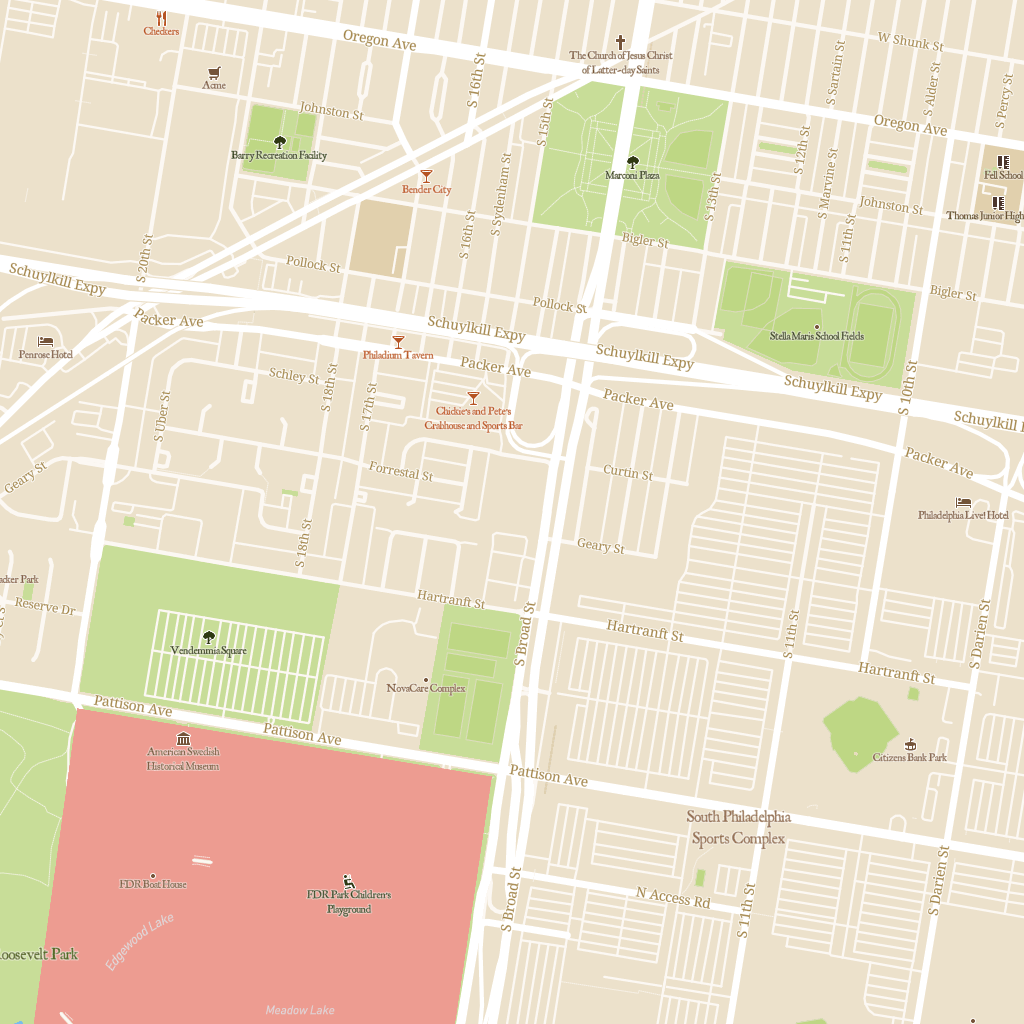 Checkers
Oregon Ave
The Church of Jesus Christ
of Latter-day Saints
W Shunk St
Acme
S 16th St
S Sartain St
S Alder St
S Percy St
Johnston St
S 15th St
Oregon Ave
Barry Recreation Facility
Marconi Plaza
S 12th St
Fell School
Bender City
S Sydenham St
S 13th St
S Marvine St
Johnston St
Thomas Junior High
S 20th St
S 16th St
Bigler St
S 11th St
Pollock St
Schuylkill Expy
Bigler St
Pollock St
Packer Ave
Schuylkill Expy
Stella Maris School Fields
Penrose Hotel
Philadium Tavern
Schuylkill Expy
Packer Ave
Schley St
S 18th St
Schuylkill Expy
S 10th St
S Uber St
S 17th St
Chickie's and Pete's
Crabhouse and Sports Bar
Packer Ave
Schuylkill E
Geary St
Forrestal St
Curtin St
Packer Ave
Philadelphia Live! Hotel
S 18th St
Geary St
acker Park
Reserve Dr
Hartranft St
S Broad St
Hartranft St
S 11th St
S Darien St
Vendemmia Square
Hartranft St
NovaCare Complex
Pattison Ave
Pattison Ave
American Swedish
Historical Museum
Citizens Bank Park
Pattison Ave
South Philadelphia
Sports Complex
FDR Boat House
FDR Park Children's
Playground
S Broad St
N Access Rd
S 11th St
S Darien St
Edgewood Lake
Roosevelt Park
Meadow Lake